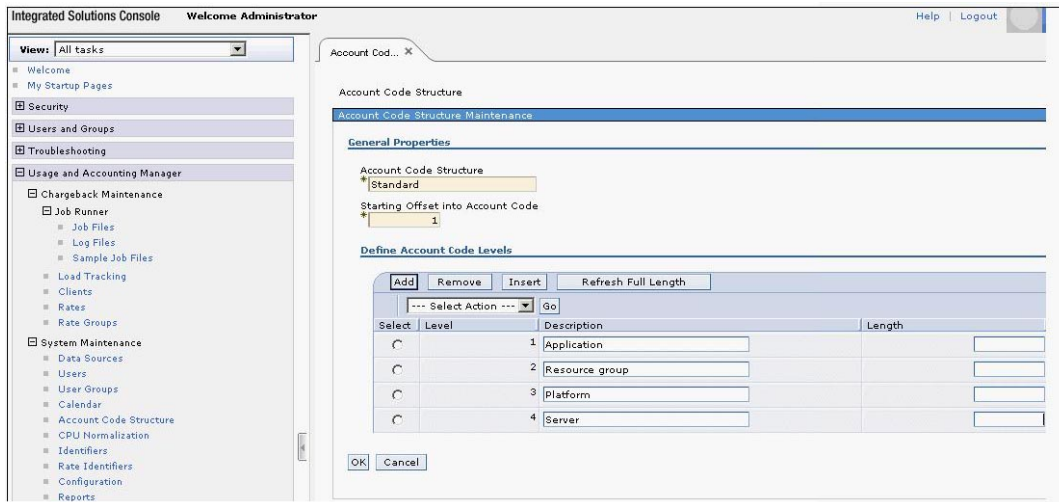 Integrated Solutions Console Welcome Administrator
Help | Logout
View: All tasks
Welcome
My Startup Pages
Security
Users and Groups
Troubleshooting
Usage and Accounting Manager
Chargeback Maintenance
Job Runner
Job Files
Log Files
Sample Job Files
Load Tracking
Clients
Rates
Rate Groups
System Maintenance
Data Sources
Users
User Groups
Calendar
Account Code Structure
CPU Normalization
Identifiers
Rate Identifiers
Configuration
Reports
Account Cod... X
Account Code Structure
Account Code Structure Maintenance
General Properties
Account Code Structure
* Standard
Starting Offset into Account Code
* 1
Define Account Code Levels
Add Remove Insert Refresh Full Length
--- Select Action --- Go
Select Level Description Length
1 Application
2 Resource group
3 Platform
4 Server
OK Cancel